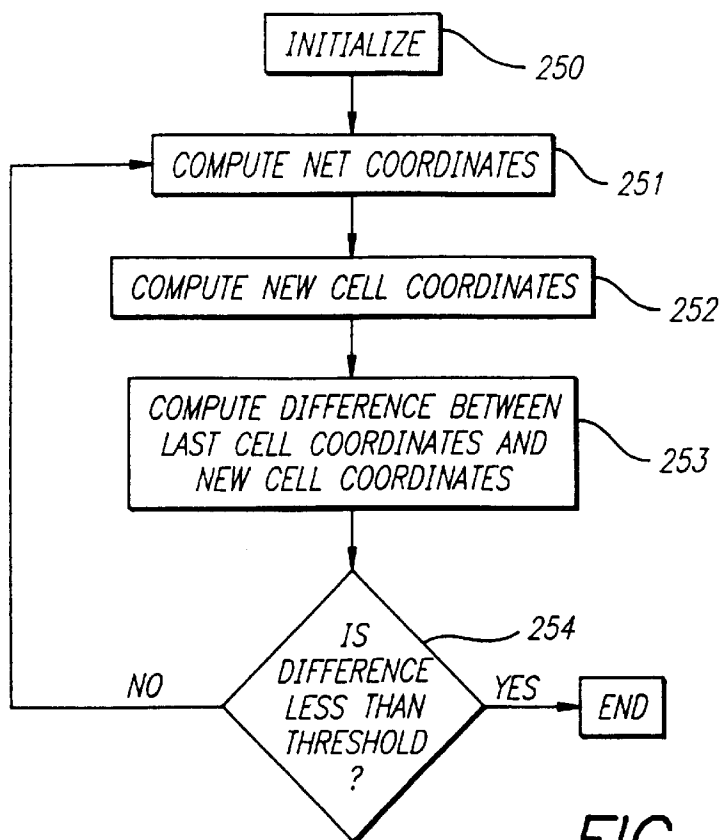 INITIALIZE
250
COMPUTE NET COORDINATES
251
COMPUTE NEW CELL COORDINATES
252
COMPUTE DIFFERENCE BETWEEN
LAST CELL COORDINATES AND
NEW CELL COORDINATES
253
IS
DIFFERENCE
LESS THAN
THRESHOLD
?
254
NO
YES
END
FIG